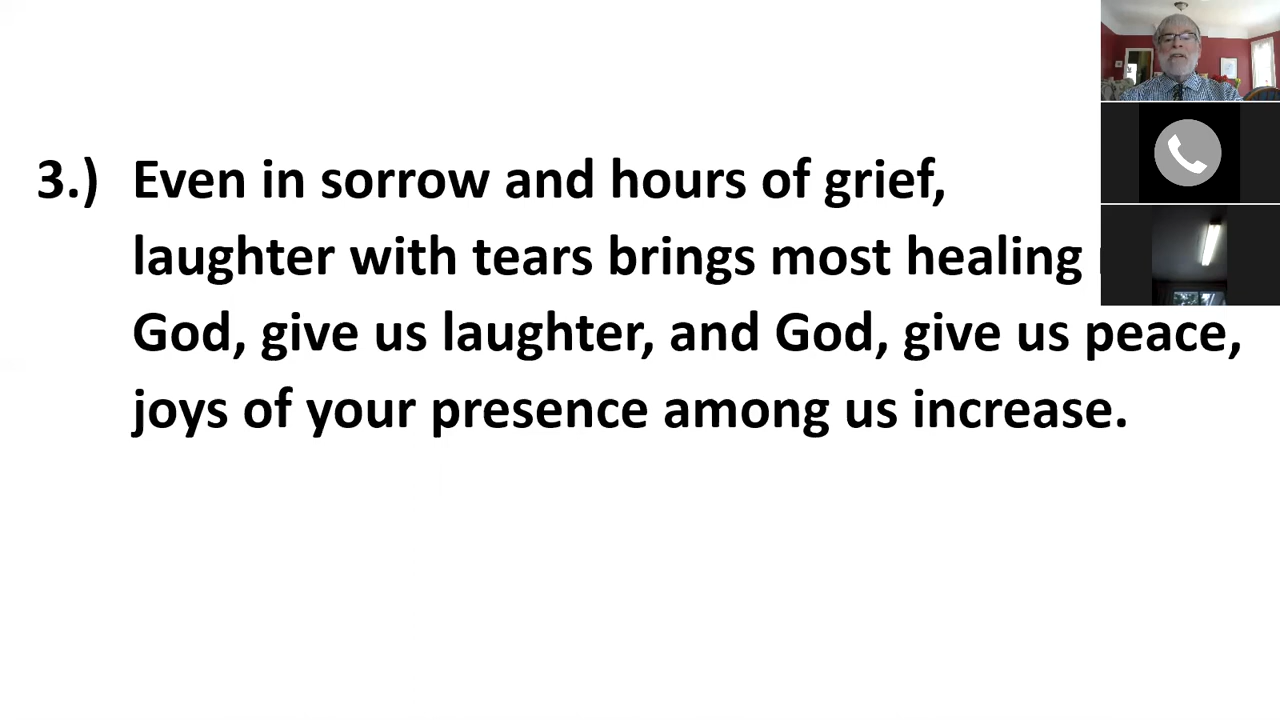 3.) Even in sorrow and hours of grief,
laughter with tears brings most healing
God, give us laughter, and God, give us peace,
joys of your presence among us increase.